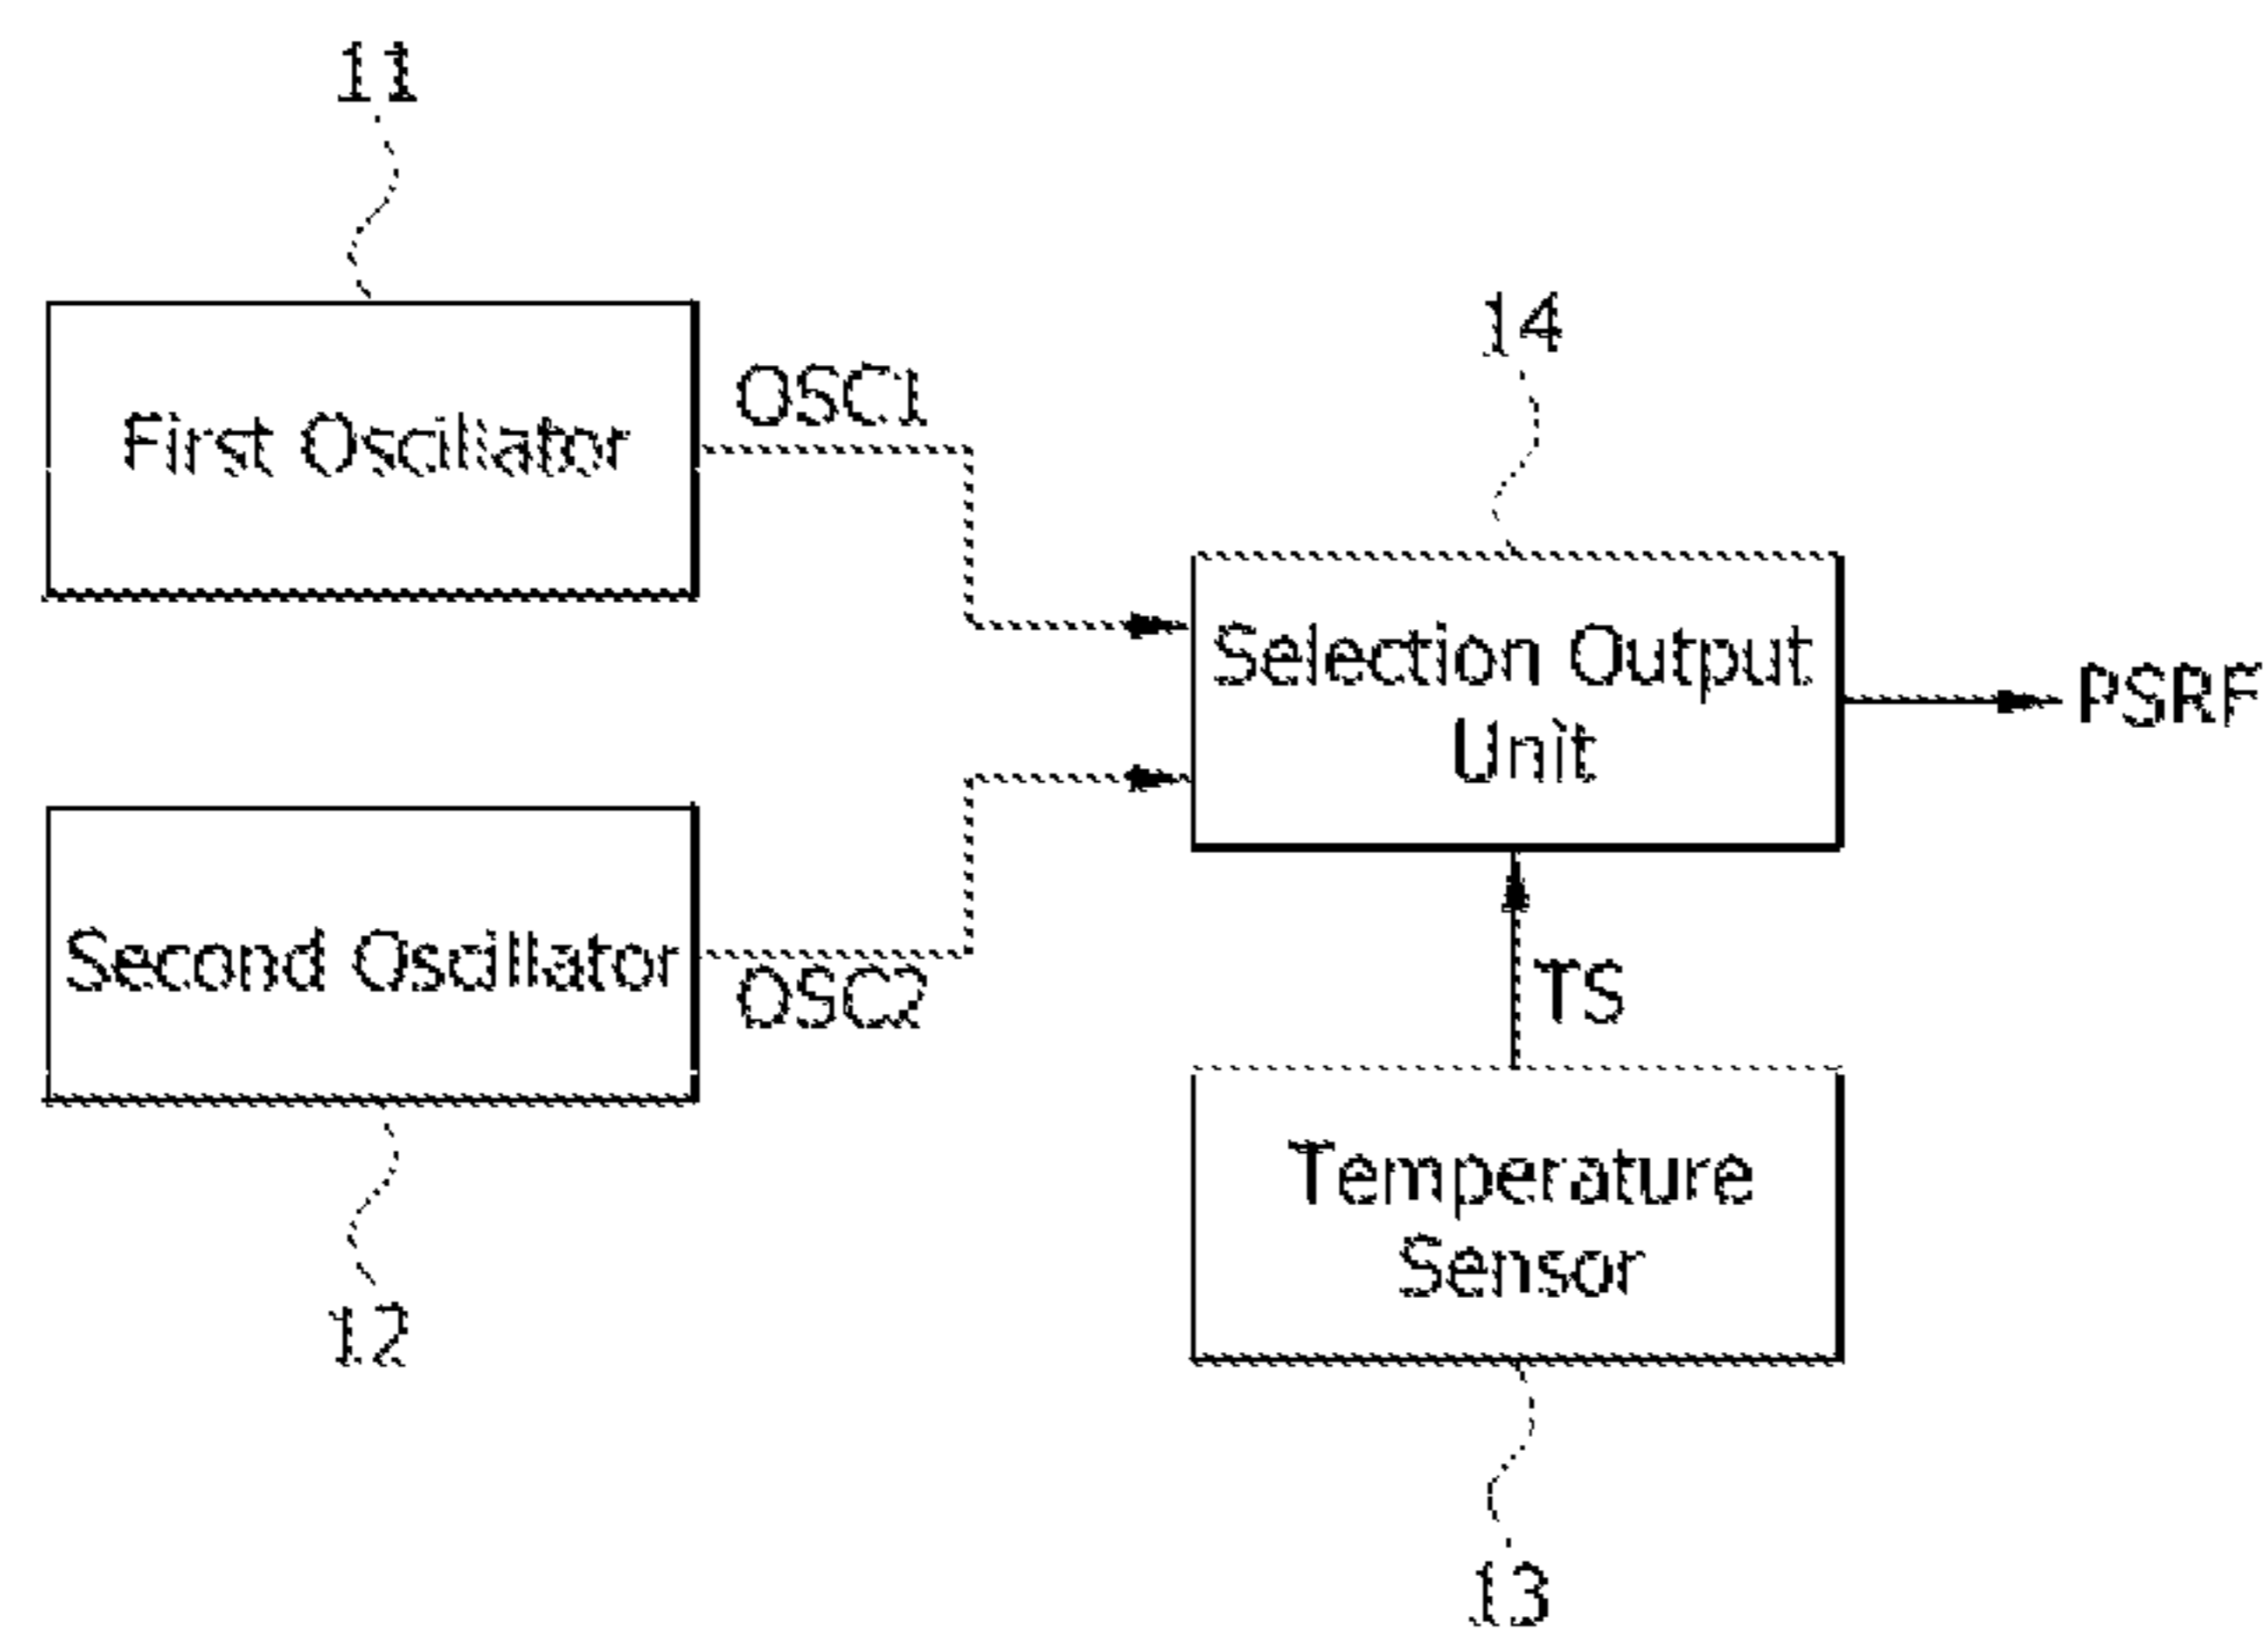 11
First Oscillator
OSC1
14
Selection Output
Unit
PSRF
Second Oscillator
OSC2
12
TS
Temperature
Sensor
13